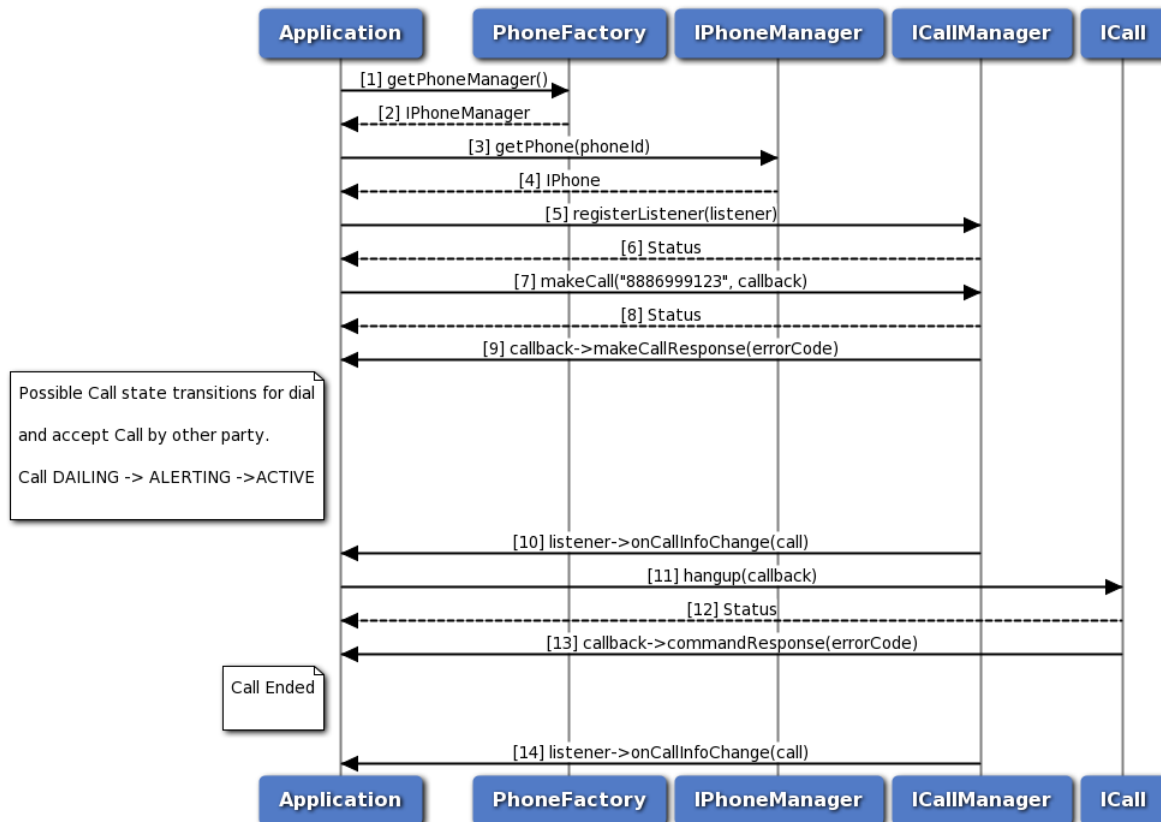 Application PhoneFactory IPhoneManager ICallManager ICall
[1] getPhoneManager()
[2] IPhoneManager
[3] getPhone(phoneId)
[4] IPhone
[5] registerListener(listener)
[6] Status
[7] makeCall("8886999123", callback)
[8] Status
[9] callback->makeCallResponse(errorCode)
Possible Call state transitions for dial
and accept Call by other party.
Call DAILING -> ALERTING ->ACTIVE
[10] listener->onCallInfoChange(call)
[11] hangup(callback)
[12] Status
[13] callback->commandResponse(errorCode)
Call Ended
[14] listener->onCallInfoChange(call)
Application PhoneFactory IPhoneManager ICallManager ICall